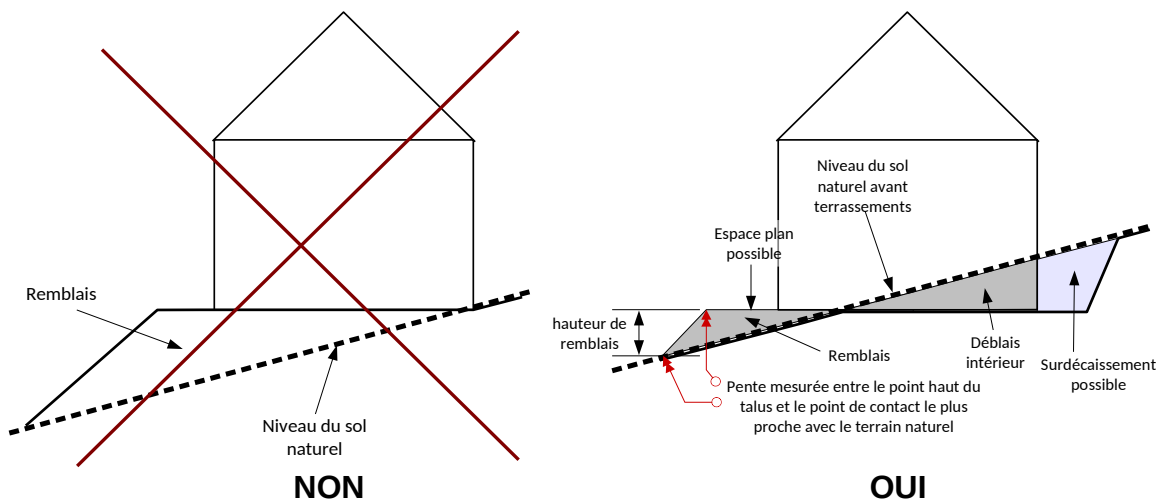 Remblais
Niveau du sol
naturel
NON
Niveau du sol
naturel avant
terrassements
Espace plan
possible
hauteur de
remblais
Remblais
Déblais
intérieur
Surdécaissement
possible
Pente mesurée entre le point haut du
talus et le point de contact le plus
proche avec le terrain naturel
OUI